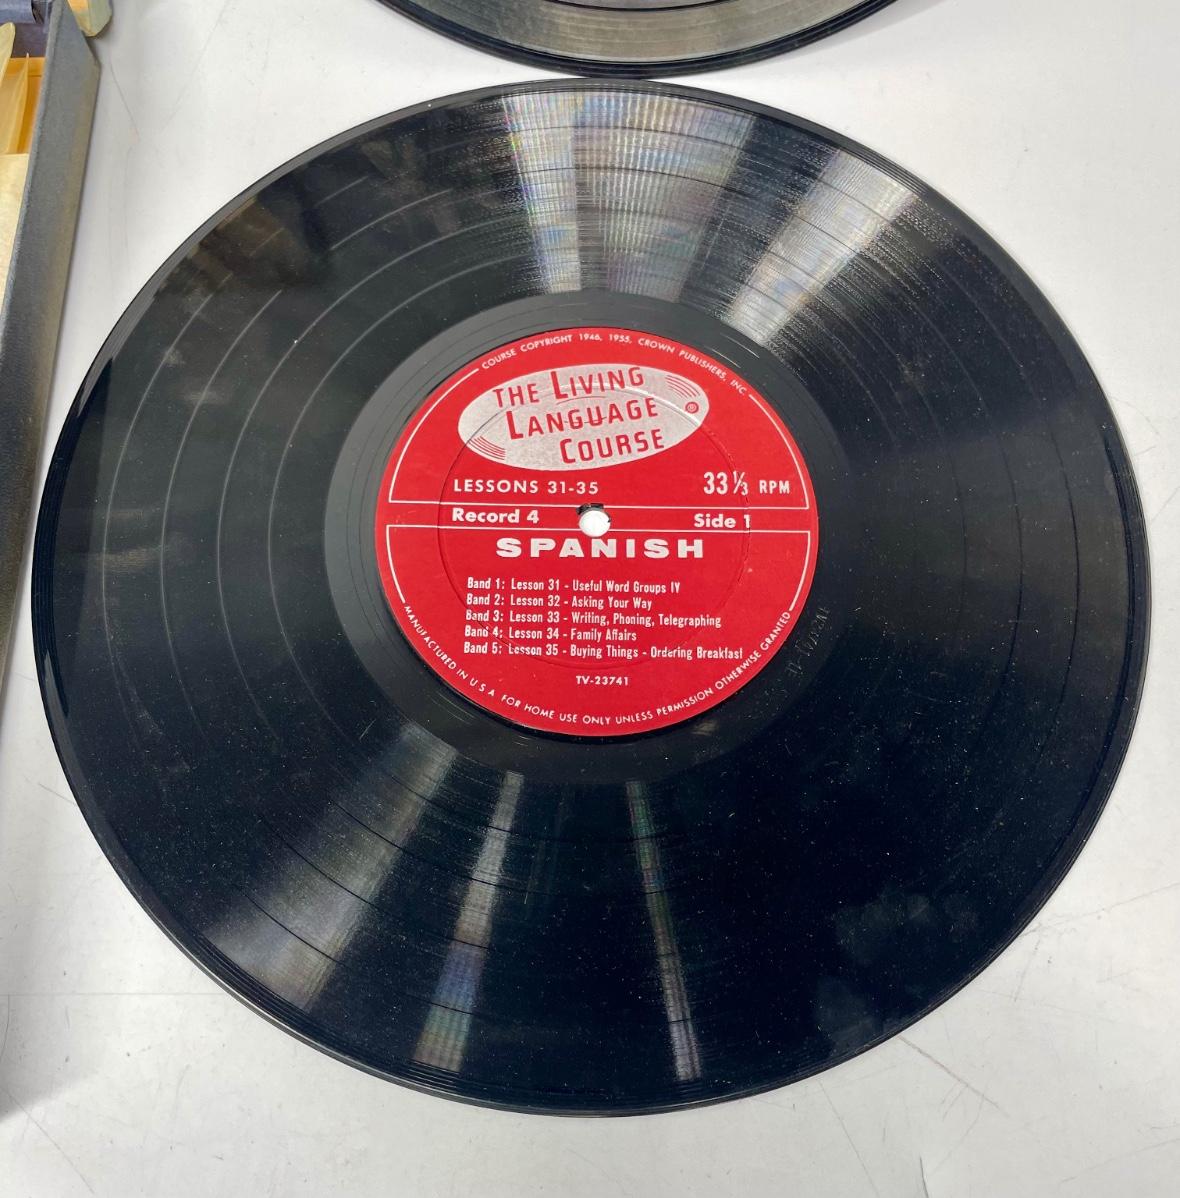 COURSE COPYRIGHT 1946, 1955, CROWN PUBLISHERS, INC
THE LIVING
LANGUAGE
COURSE
®
LESSONS 31-35
33⅓ RPM
Record 4
Side 1
SPANISH
Band 1: Lesson 31 - Useful Word Groups IV
Band 2: Lesson 32 - Asking Your Way
Band 3: Lesson 33 - Writing, Phoning, Telegraphing
Band 4: Lesson 34 - Family Affairs
Band 5: Lesson 35 - Buying Things - Ordering Breakfast
TV-23741
MANUFACTURED IN U.S.A FOR HOME USE ONLY UNLESS PERMISSION OTHERWISE GRANTED